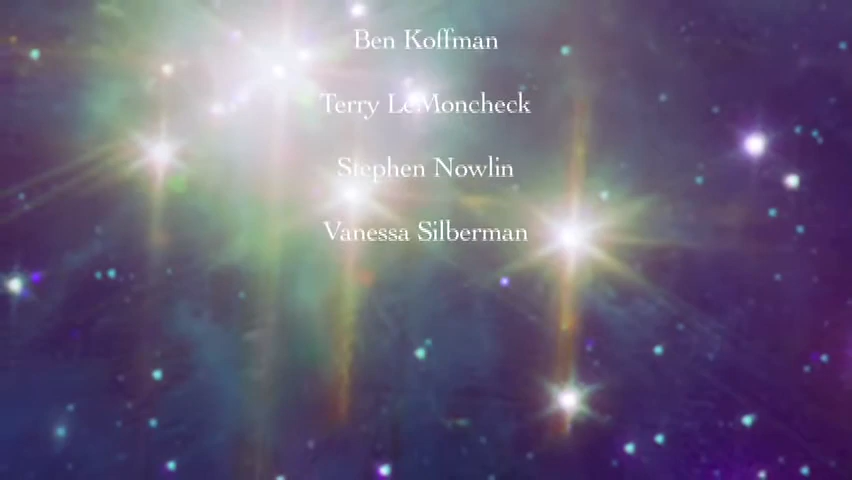 Ben Koffman
Terry LeMoncheck
Stephen Nowlin
Vanessa Silberman